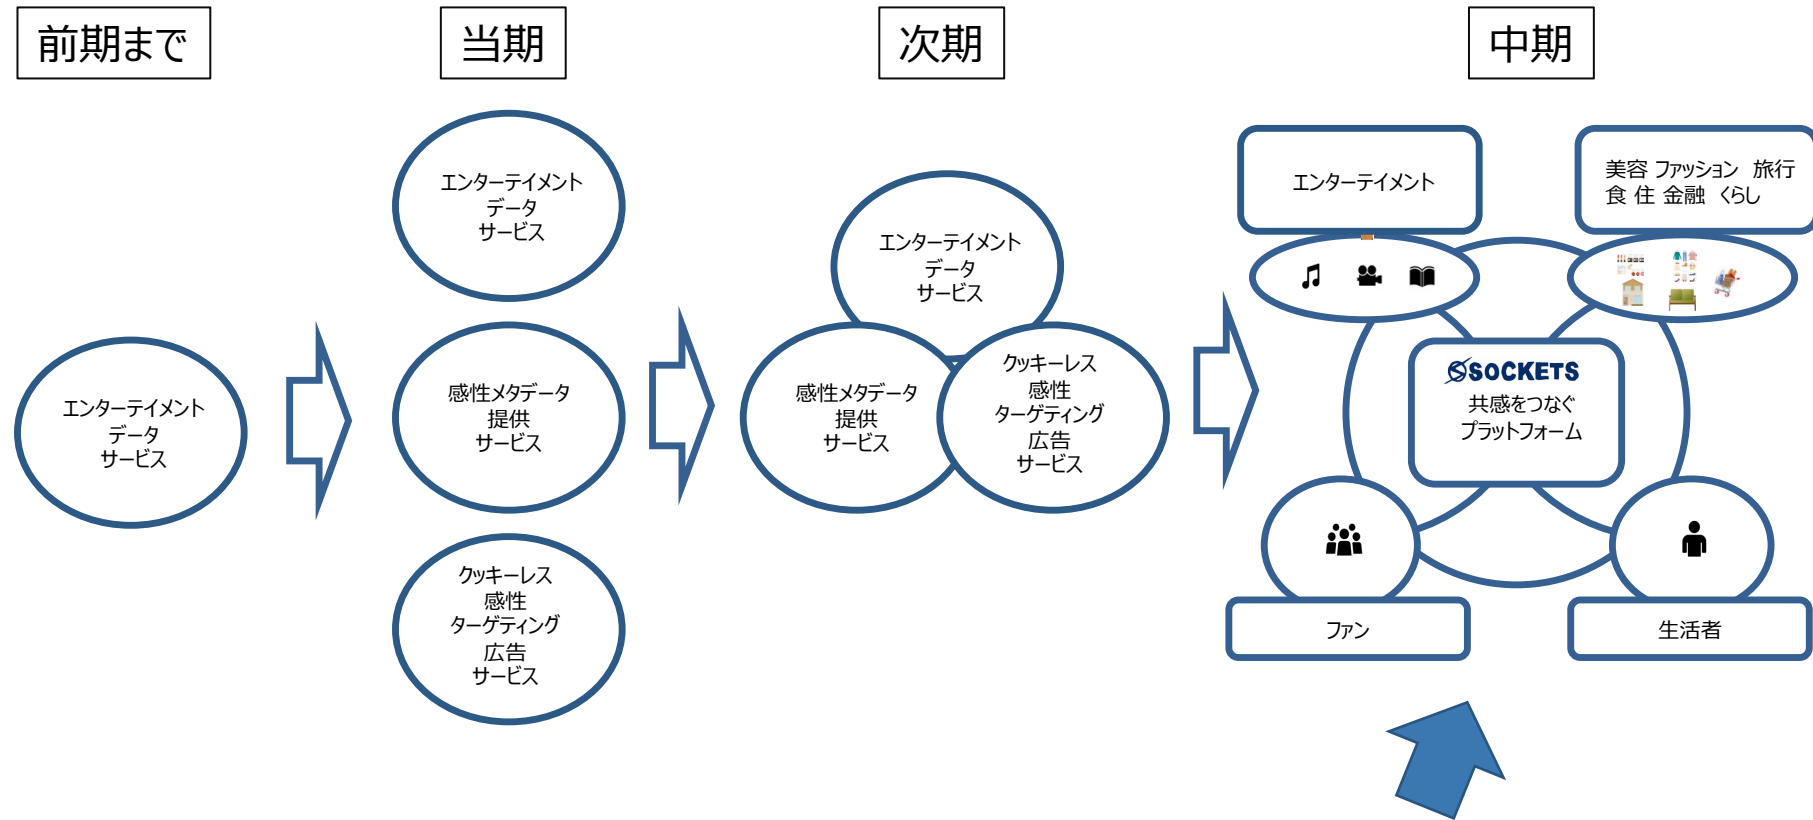 前期まで
当期
次期
中期
エンターテイメント
データ
サービス
エンターテイメント
データ
サービス
感性メタデータ
提供
サービス
クッキーレス
感性
ターゲティング
広告
サービス
エンターテイメント
データ
サービス
感性メタデータ
提供
サービス
クッキーレス
感性
ターゲティング
広告
サービス
エンターテイメント
美容 ファッション 旅行
食 住 金融 くらし
SOCKETS
共感をつなぐ
プラットフォーム
ファン
生活者